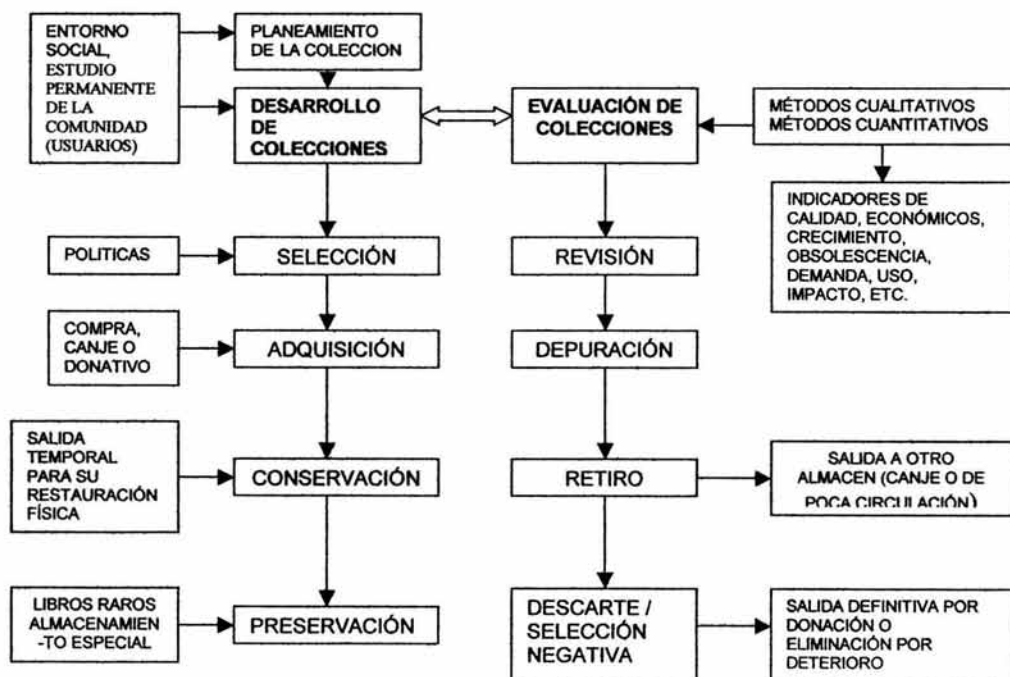 ENTORNO
SOCIAL,
ESTUDIO
PERMANENTE
DE LA
COMUNIDAD
(USUARIOS)
PLANEAMIENTO
DE LA COLECCION
DESARROLLO
DE
COLECCIONES
EVALUACIÓN DE
COLECCIONES
MÉTODOS CUALITATIVOS
MÉTODOS CUANTITATIVOS
INDICADORES DE
CALIDAD, ECONÓMICOS,
CRECIMIENTO,
OBSOLESCENCIA,
DEMANDA, USO,
IMPACTO, ETC.
POLITICAS
SELECCIÓN
REVISIÓN
COMPRA,
CANJE O
DONATIVO
ADQUISICIÓN
DEPURACIÓN
SALIDA
TEMPORAL
PARA SU
RESTAURACIÓN
FÍSICA
CONSERVACIÓN
RETIRO
SALIDA A OTRO
ALMACEN (CANJE O DE
POCA CIRCULACIÓN)
LIBROS RAROS
ALMACENAMIEN
-TO ESPECIAL
PRESERVACIÓN
DESCARTE /
SELECCIÓN
NEGATIVA
SALIDA DEFINITIVA POR
DONACIÓN O
ELIMINACIÓN POR
DETERIORO